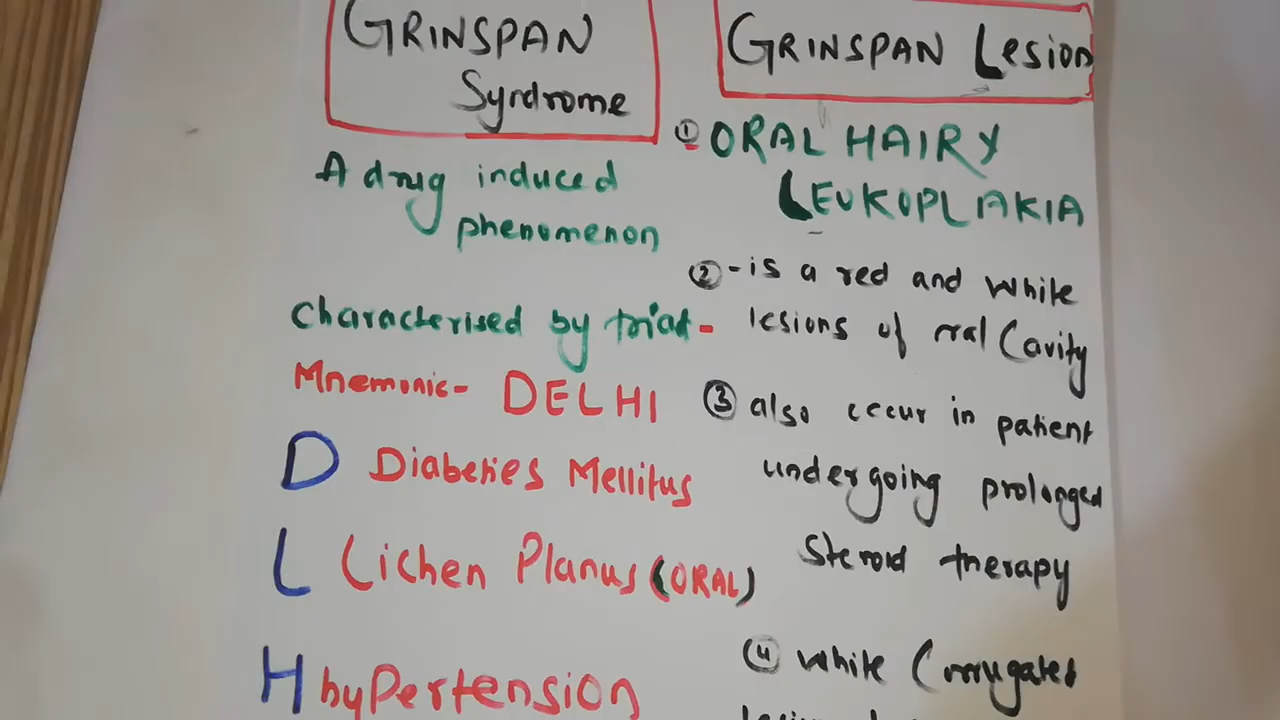 GRINSPAN
Syndrome
A drug induced
phenomenon
characterised by triad-
Mnemonic- DELHI
D Diabetes Mellitus
L Lichen Planus (ORAL)
H hyPertension
GRINSPAN Lesion
① ORAL HAIRY
LEUKOPLAKIA
② -is a red and white
lesions of oral Cavity
③ also occur in patient
undergoing prolonged
Steroid therapy
④ white Corrugated